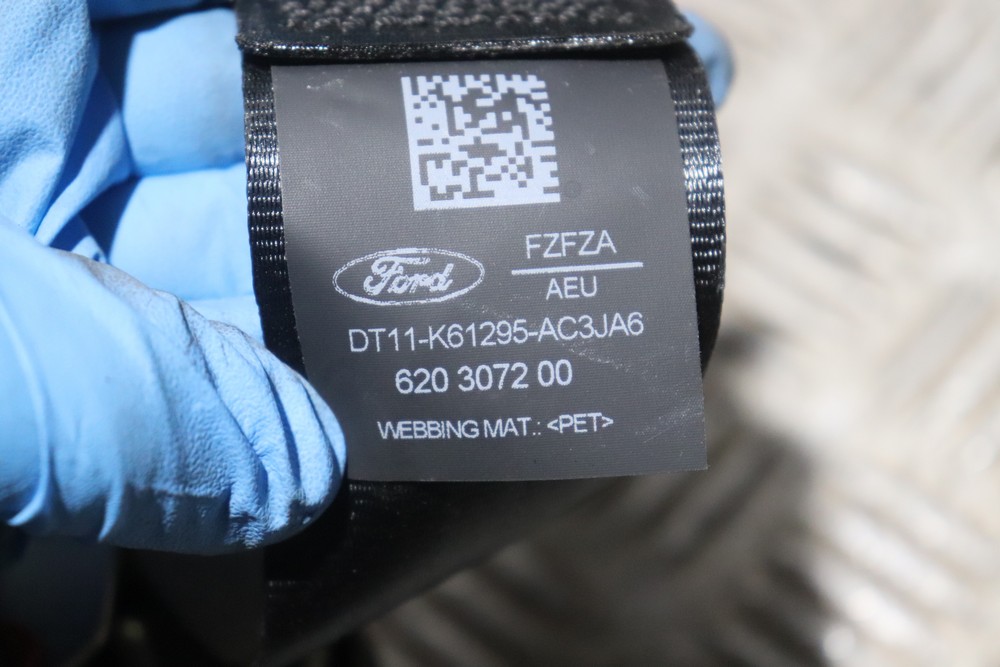 Ford
FZFZA
AEU
DT11-K61295-AC3JA6
620 3072 00
WEBBING MAT.: <PET>